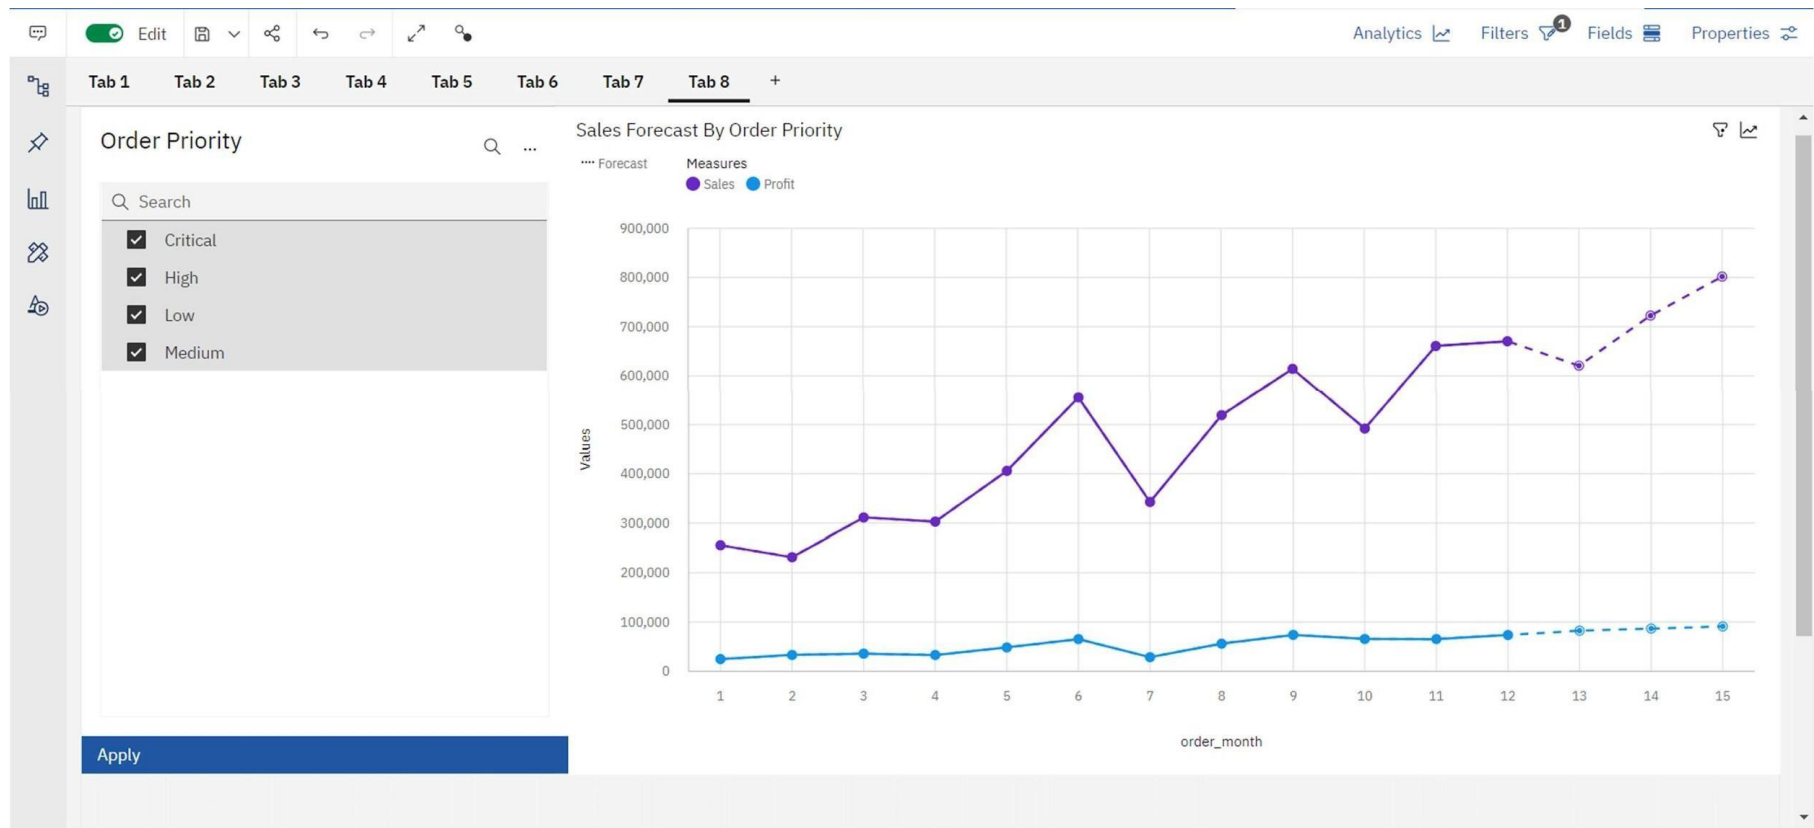 Edit
Analytics
Filters 1
Fields
Properties
Tab 1 Tab 2 Tab 3 Tab 4 Tab 5 Tab 6 Tab 7 Tab 8 +
Order Priority
...
Search
Critical
High
Low
Medium
Apply
Sales Forecast By Order Priority
Forecast
Measures
Sales Profit
Values
900,000
800,000
700,000
600,000
500,000
400,000
300,000
200,000
100,000
0
1 2 3 4 5 6 7 8 9 10 11 12 13 14 15
order_month